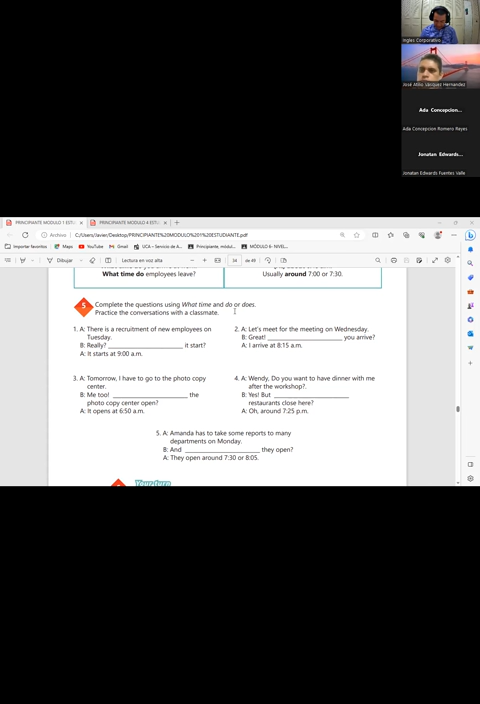 Ingles Corporativo
José Atilio Vasquez Hernandez
Ada Concepcion...
Ada Concepcion Romero Reyes
Jonatan Edwards...
Jonatan Edwards Fuentes Valle
PRINCIPIANTE MODULO 1 ESTU
PRINCIPIANTE MODULO 4 EST
Archivo
C:/Users/Javier/Desktop/PRINCIPIANTE%20MODULO%201%20ESTUDIANTE.pdf
Importar favoritos
Maps
YouTube
Gmail
UCA – Servicio de A...
Principiante, módul...
MÓDULO 6- NIVEL...
Dibujar
Lectura en voz alta
34
de 49
What time do employees leave?
Usually around 7:00 or 7:30.
5
Complete the questions using What time and do or does.
Practice the conversations with a classmate.
1. A: There is a recruitment of new employees on
Tuesday.
B: Really? ____________________ it start?
A: It starts at 9:00 a.m.
2. A: Let's meet for the meeting on Wednesday.
B: Great! ____________________ you arrive?
A: I arrive at 8:15 a.m.
3. A: Tomorrow, I have to go to the photo copy
center.
B: Me too! ____________________ the
photo copy center open?
A: It opens at 6:50 a.m.
4. A: Wendy, Do you want to have dinner with me
after the workshop?.
B: Yes! But ____________________
restaurants close here?
A: Oh, around 7:25 p.m.
5. A: Amanda has to take some reports to many
departments on Monday.
B: And ____________________ they open?
A: They open around 7:30 or 8:05.
Your turn